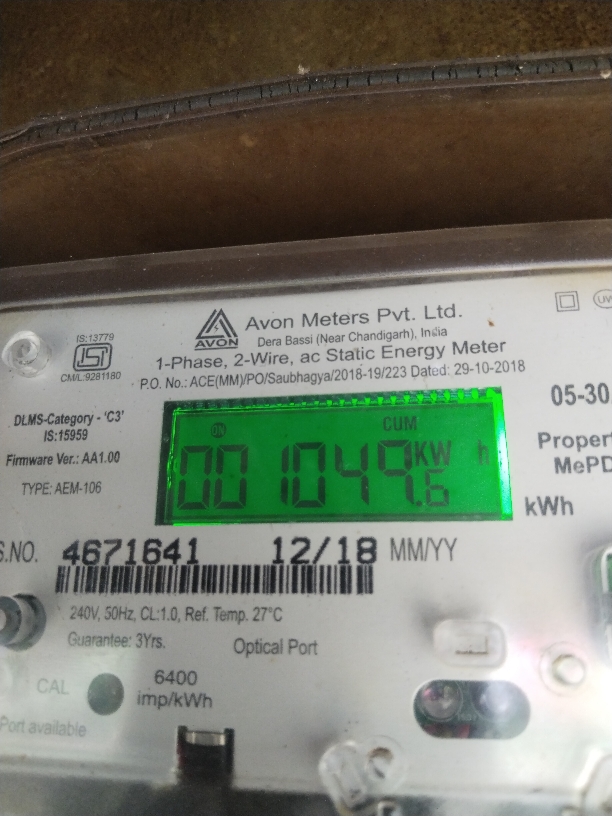 AVON
Avon Meters Pvt. Ltd.
Dera Bassi (Near Chandigarh), India
1-Phase, 2-Wire, ac Static Energy Meter
P.O. No.: ACE(MM)/PO/Saubhagya/2018-19/223 Dated: 29-10-2018
IS:13779
ISI
CM/L:9281180
DLMS-Category - 'C3'
IS:15959
Firmware Ver.: AA1.00
TYPE: AEM-106
CUM
001049.6 KW h
05-30
Propert
MePD
kWh
S.NO. 4671641 12/18 MM/YY
240V, 50Hz, CL:1.0, Ref. Temp. 27°C
Guarantee: 3Yrs. Optical Port
CAL 6400
imp/kWh
Port available